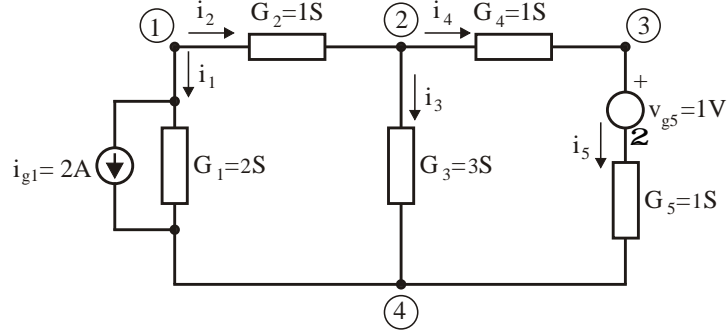 1 i2 G2=1S 2 i4 G4=1S 3
i1 i3 + vg5=1V
2
ig1= 2A G1=2S G3=3S i5 G5=1S
4